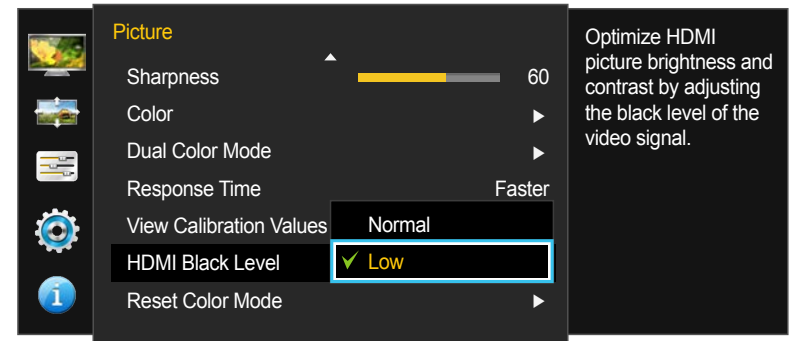 Picture
Sharpness 60
Color
Dual Color Mode
Response Time Faster
View Calibration Values Normal
HDMI Black Level Low
Reset Color Mode
Optimize HDMI
picture brightness and
contrast by adjusting
the black level of the
video signal.